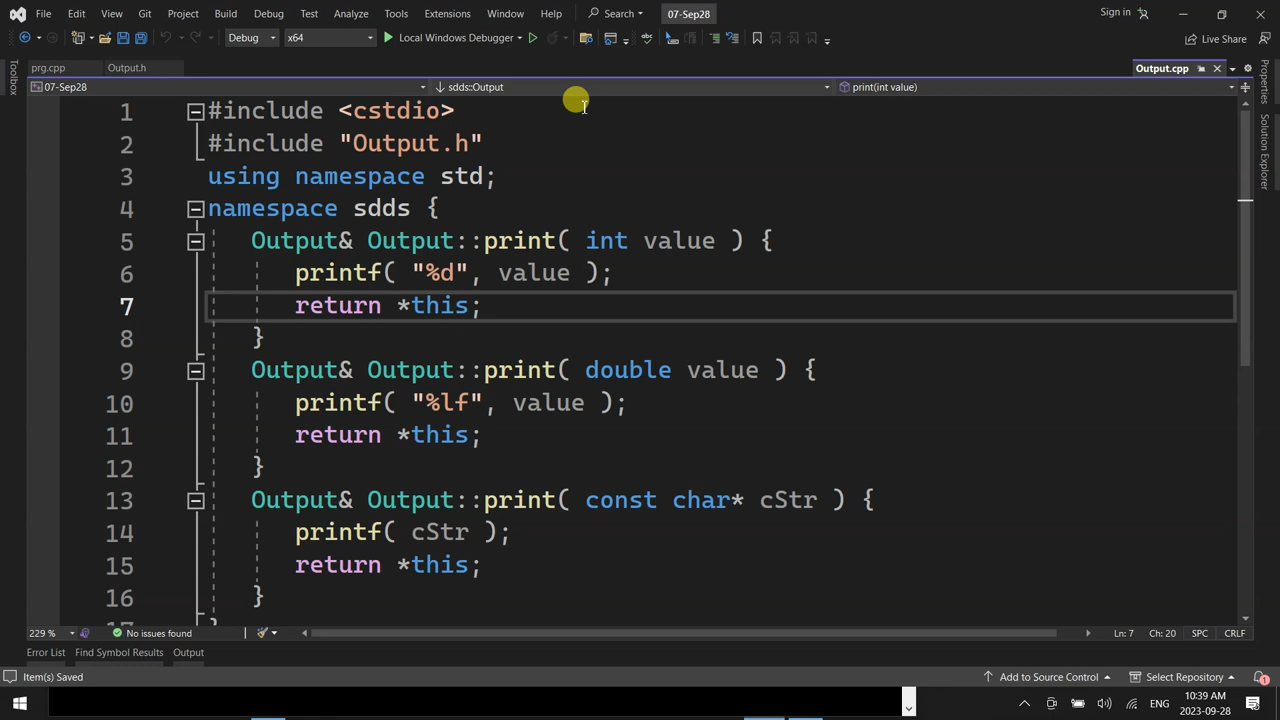 File Edit View Git Project Build Debug Test Analyze Tools Extensions Window Help Search 07-Sep28 Sign in
Debug x64 Local Windows Debugger Live Share
prg.cpp Output.h Output.cpp
07-Sep28 sdds::Output print(int value)
Toolbox
Properties
Solution Explorer
1 #include <cstdio>
2 #include "Output.h"
3 using namespace std;
4 namespace sdds {
5 Output& Output::print( int value ) {
6 printf( "%d", value );
7 return *this;
8 }
9 Output& Output::print( double value ) {
10 printf( "%lf", value );
11 return *this;
12 }
13 Output& Output::print( const char* cStr ) {
14 printf( cStr );
15 return *this;
16 }
17 }
229 % No issues found Ln: 7 Ch: 20 SPC CRLF
Error List Find Symbol Results Output
Item(s) Saved Add to Source Control Select Repository 1
10:39 AM
ENG
2023-09-28